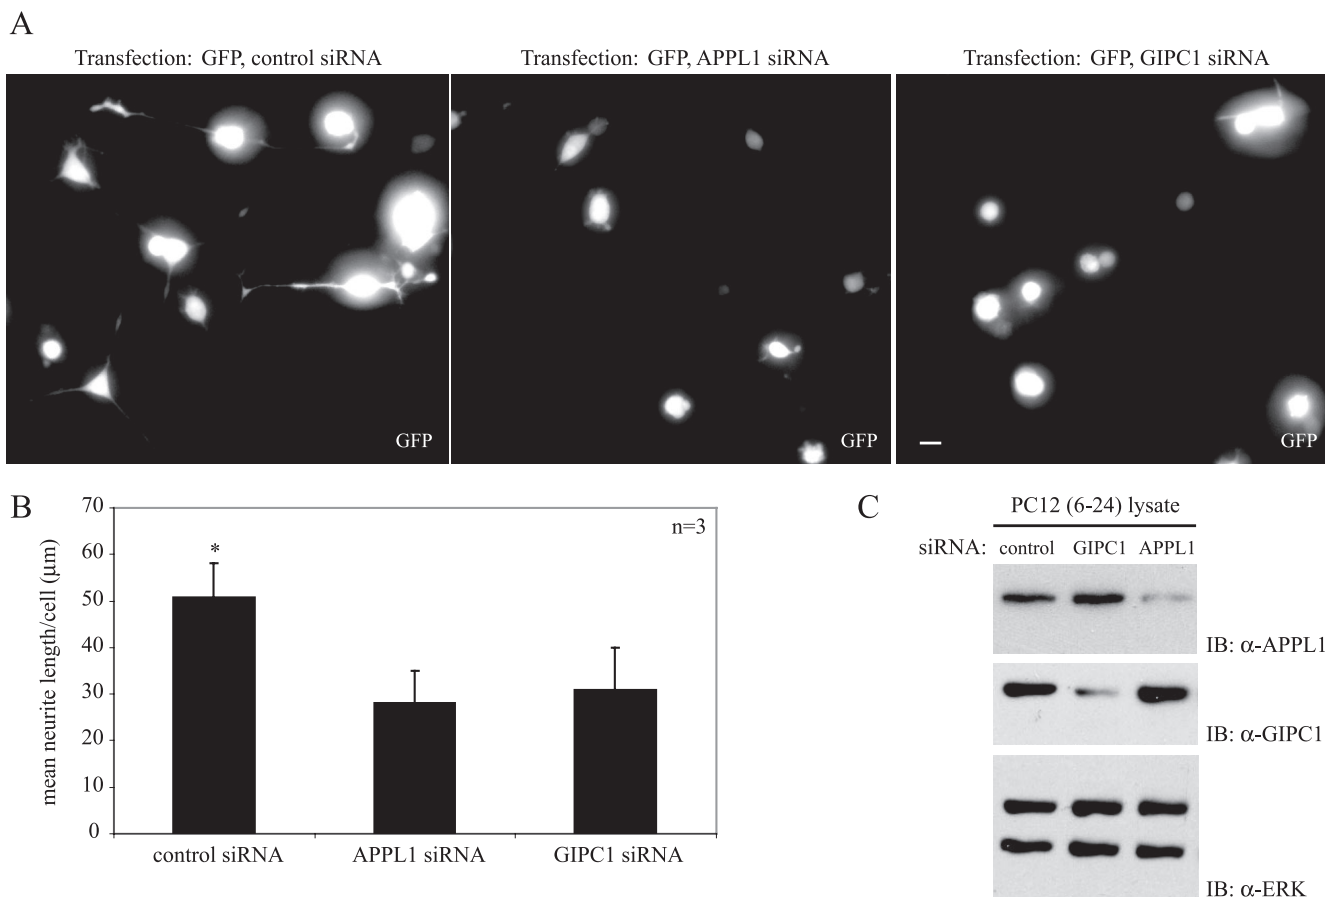 A
Transfection: GFP, control siRNA
Transfection: GFP, APPL1 siRNA
Transfection: GFP, GIPC1 siRNA
GFP
GFP
GFP
B
mean neurite length/cell (μm)
70
60
50
40
30
20
10
0
n=3
*
control siRNA
APPL1 siRNA
GIPC1 siRNA
C
PC12 (6-24) lysate
siRNA: control GIPC1 APPL1
IB: α-APPL1
IB: α-GIPC1
IB: α-ERK